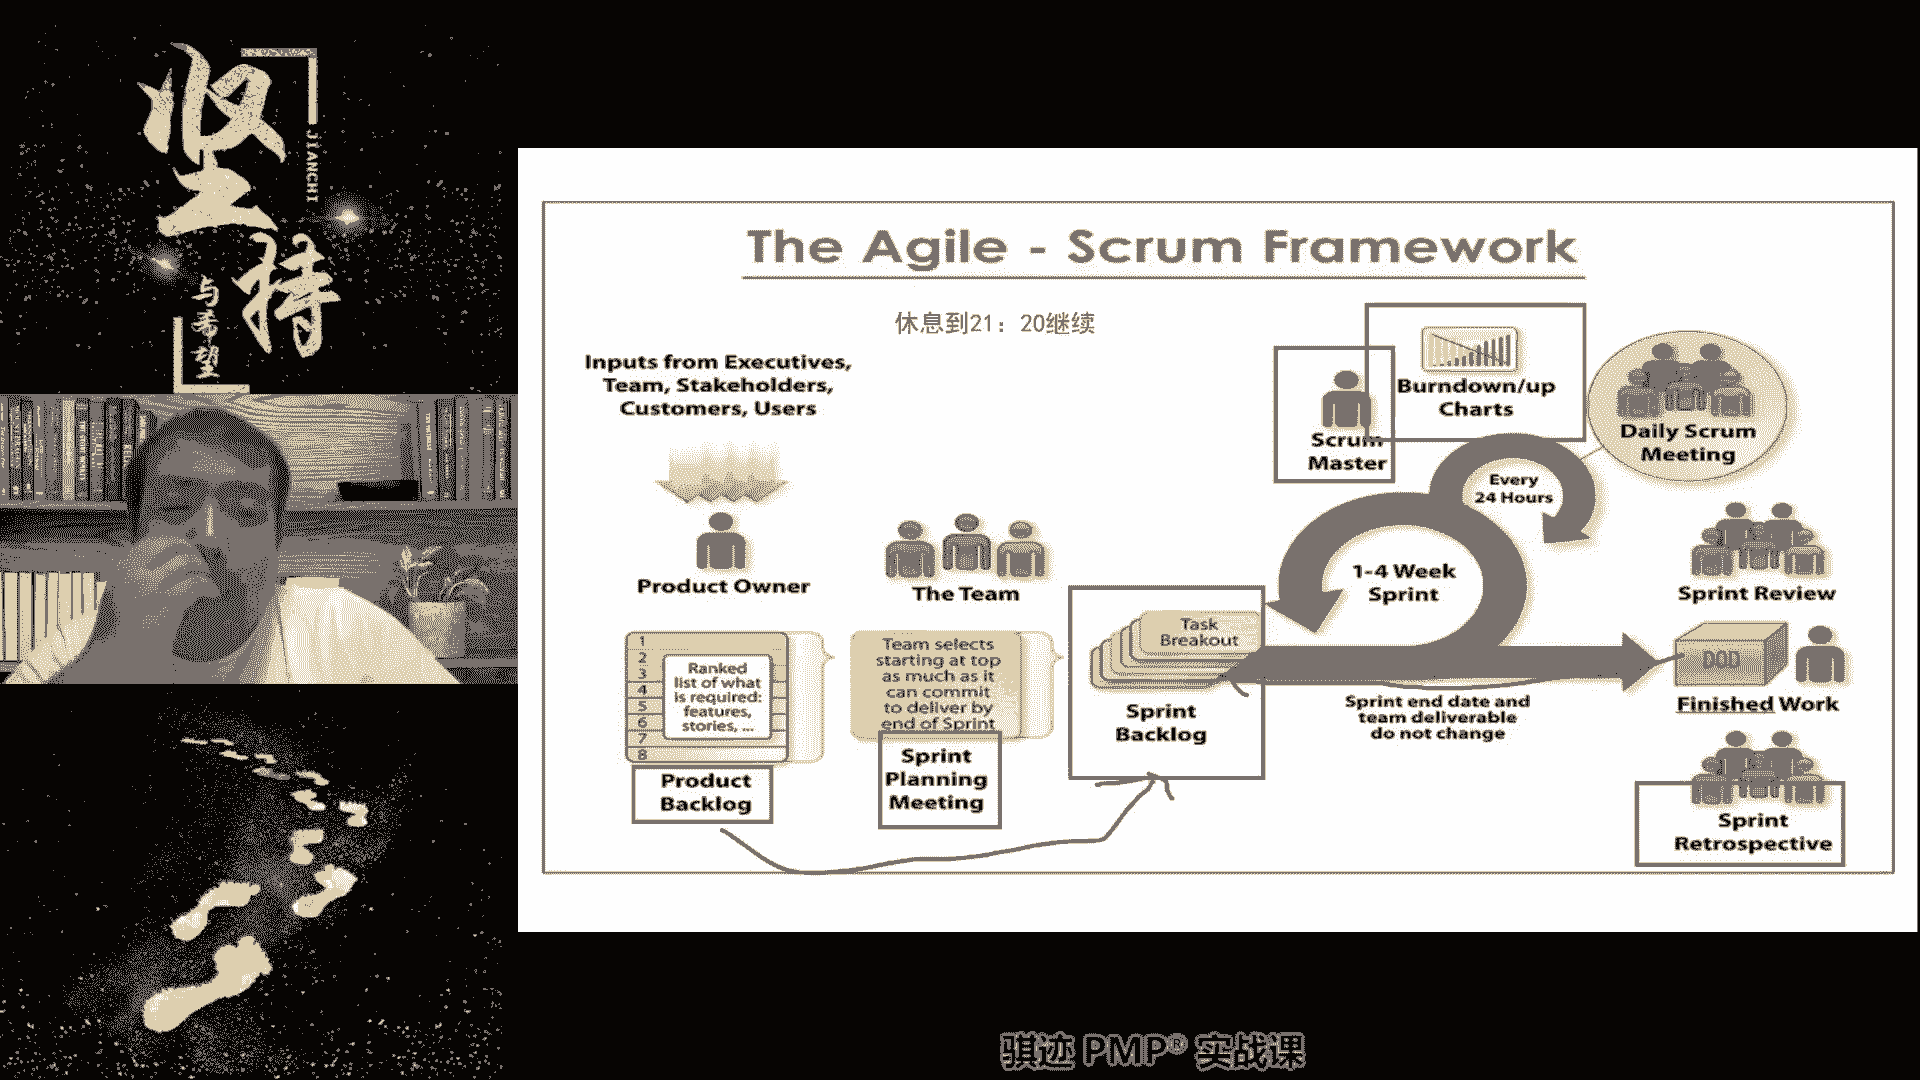 坚
持
JIANCHI
与希望
The Agile - Scrum Framework
休息到21：20继续
Inputs from Executives,
Team, Stakeholders,
Customers, Users
Product Owner
The Team
1
2
3
4
5
6
7
8
Ranked
list of what
is required:
features,
stories, ...
Product
Backlog
Team selects
starting at top
as much as it
can commit
to deliver by
end of Sprint
Sprint
Planning
Meeting
Task
Breakout
Sprint
Backlog
Scrum
Master
Burndown/up
Charts
Every
24 Hours
Daily Scrum
Meeting
1-4 Week
Sprint
Sprint end date and
team deliverable
do not change
Sprint Review
DOD
Finished Work
Sprint
Retrospective
骐迹 PMP® 实战课